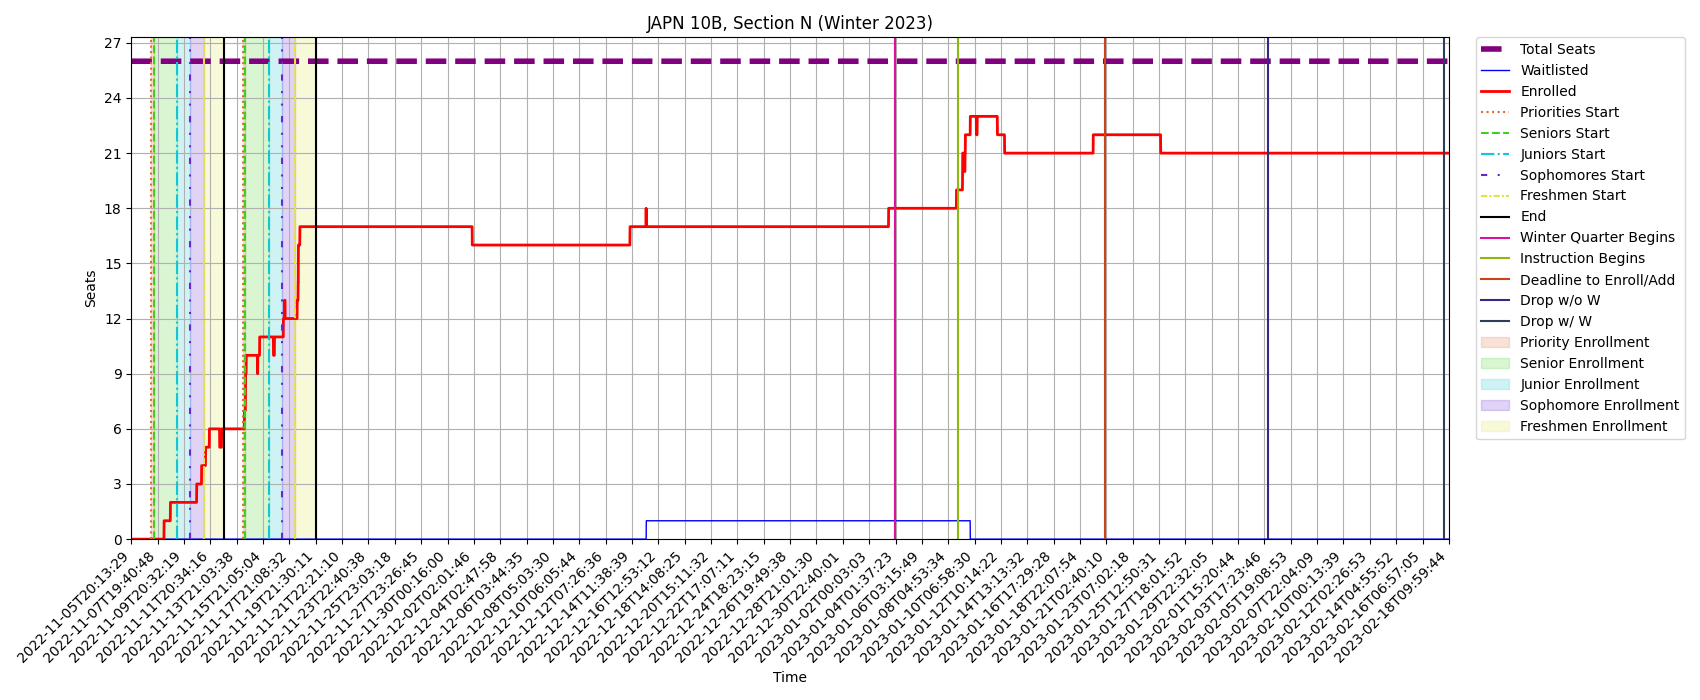 JAPN 10B, Section N (Winter 2023)
27
24
21
18
15
12
9
6
3
0
Seats
2022-11-05T20:13:29
2022-11-07T19:40:48
2022-11-09T20:32:19
2022-11-11T20:34:16
2022-11-13T21:03:38
2022-11-15T21:05:04
2022-11-17T21:08:32
2022-11-19T21:30:11
2022-11-21T22:21:10
2022-11-23T22:40:38
2022-11-25T23:03:18
2022-11-27T23:26:45
2022-11-30T00:16:00
2022-12-02T02:01:46
2022-12-04T02:47:58
2022-12-06T03:44:35
2022-12-08T05:03:30
2022-12-10T06:05:44
2022-12-12T07:26:36
2022-12-14T11:38:39
2022-12-16T12:53:12
2022-12-18T14:08:25
2022-12-20T15:11:32
2022-12-22T17:07:11
2022-12-24T18:23:15
2022-12-26T19:49:38
2022-12-28T21:01:30
2022-12-30T22:40:01
2023-01-02T00:03:03
2023-01-04T01:37:23
2023-01-06T03:15:49
2023-01-08T04:53:34
2023-01-10T06:58:30
2023-01-12T10:14:22
2023-01-14T14:13:32
2023-01-16T17:29:28
2023-01-18T22:07:54
2023-01-21T02:40:10
2023-01-23T07:02:18
2023-01-25T12:50:31
2023-01-27T18:01:52
2023-01-29T22:32:05
2023-02-01T15:20:44
2023-02-03T17:23:46
2023-02-05T19:08:53
2023-02-07T22:04:09
2023-02-10T00:13:39
2023-02-12T02:26:53
2023-02-14T04:55:52
2023-02-16T06:57:05
2023-02-18T09:59:44
Time
Total Seats
Waitlisted
Enrolled
Priorities Start
Seniors Start
Juniors Start
Sophomores Start
Freshmen Start
End
Winter Quarter Begins
Instruction Begins
Deadline to Enroll/Add
Drop w/o W
Drop w/ W
Priority Enrollment
Senior Enrollment
Junior Enrollment
Sophomore Enrollment
Freshmen Enrollment